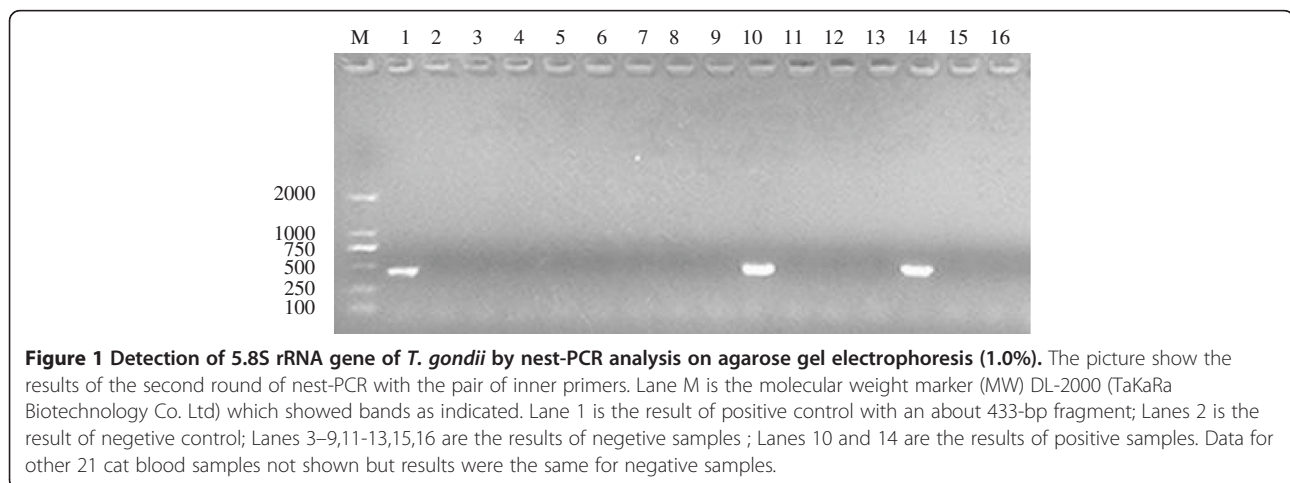 M 1 2 3 4 5 6 7 8 9 10 11 12 13 14 15 16
2000
1000
750
500
250
100
Figure 1 Detection of 5.8S rRNA gene of T. gondii by nest-PCR analysis on agarose gel electrophoresis (1.0%). The picture show the
results of the second round of nest-PCR with the pair of inner primers. Lane M is the molecular weight marker (MW) DL-2000 (TaKaRa
Biotechnology Co. Ltd) which showed bands as indicated. Lane 1 is the result of positive control with an about 433-bp fragment; Lanes 2 is the
result of negetive control; Lanes 3–9,11-13,15,16 are the results of negetive samples ; Lanes 10 and 14 are the results of positive samples. Data for
other 21 cat blood samples not shown but results were the same for negative samples.